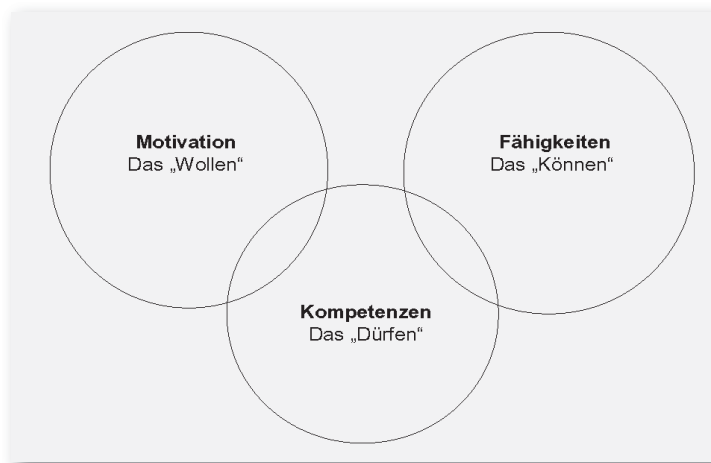 Motivation
Das „Wollen“
Fähigkeiten
Das „Können“
Kompetenzen
Das „Dürfen“